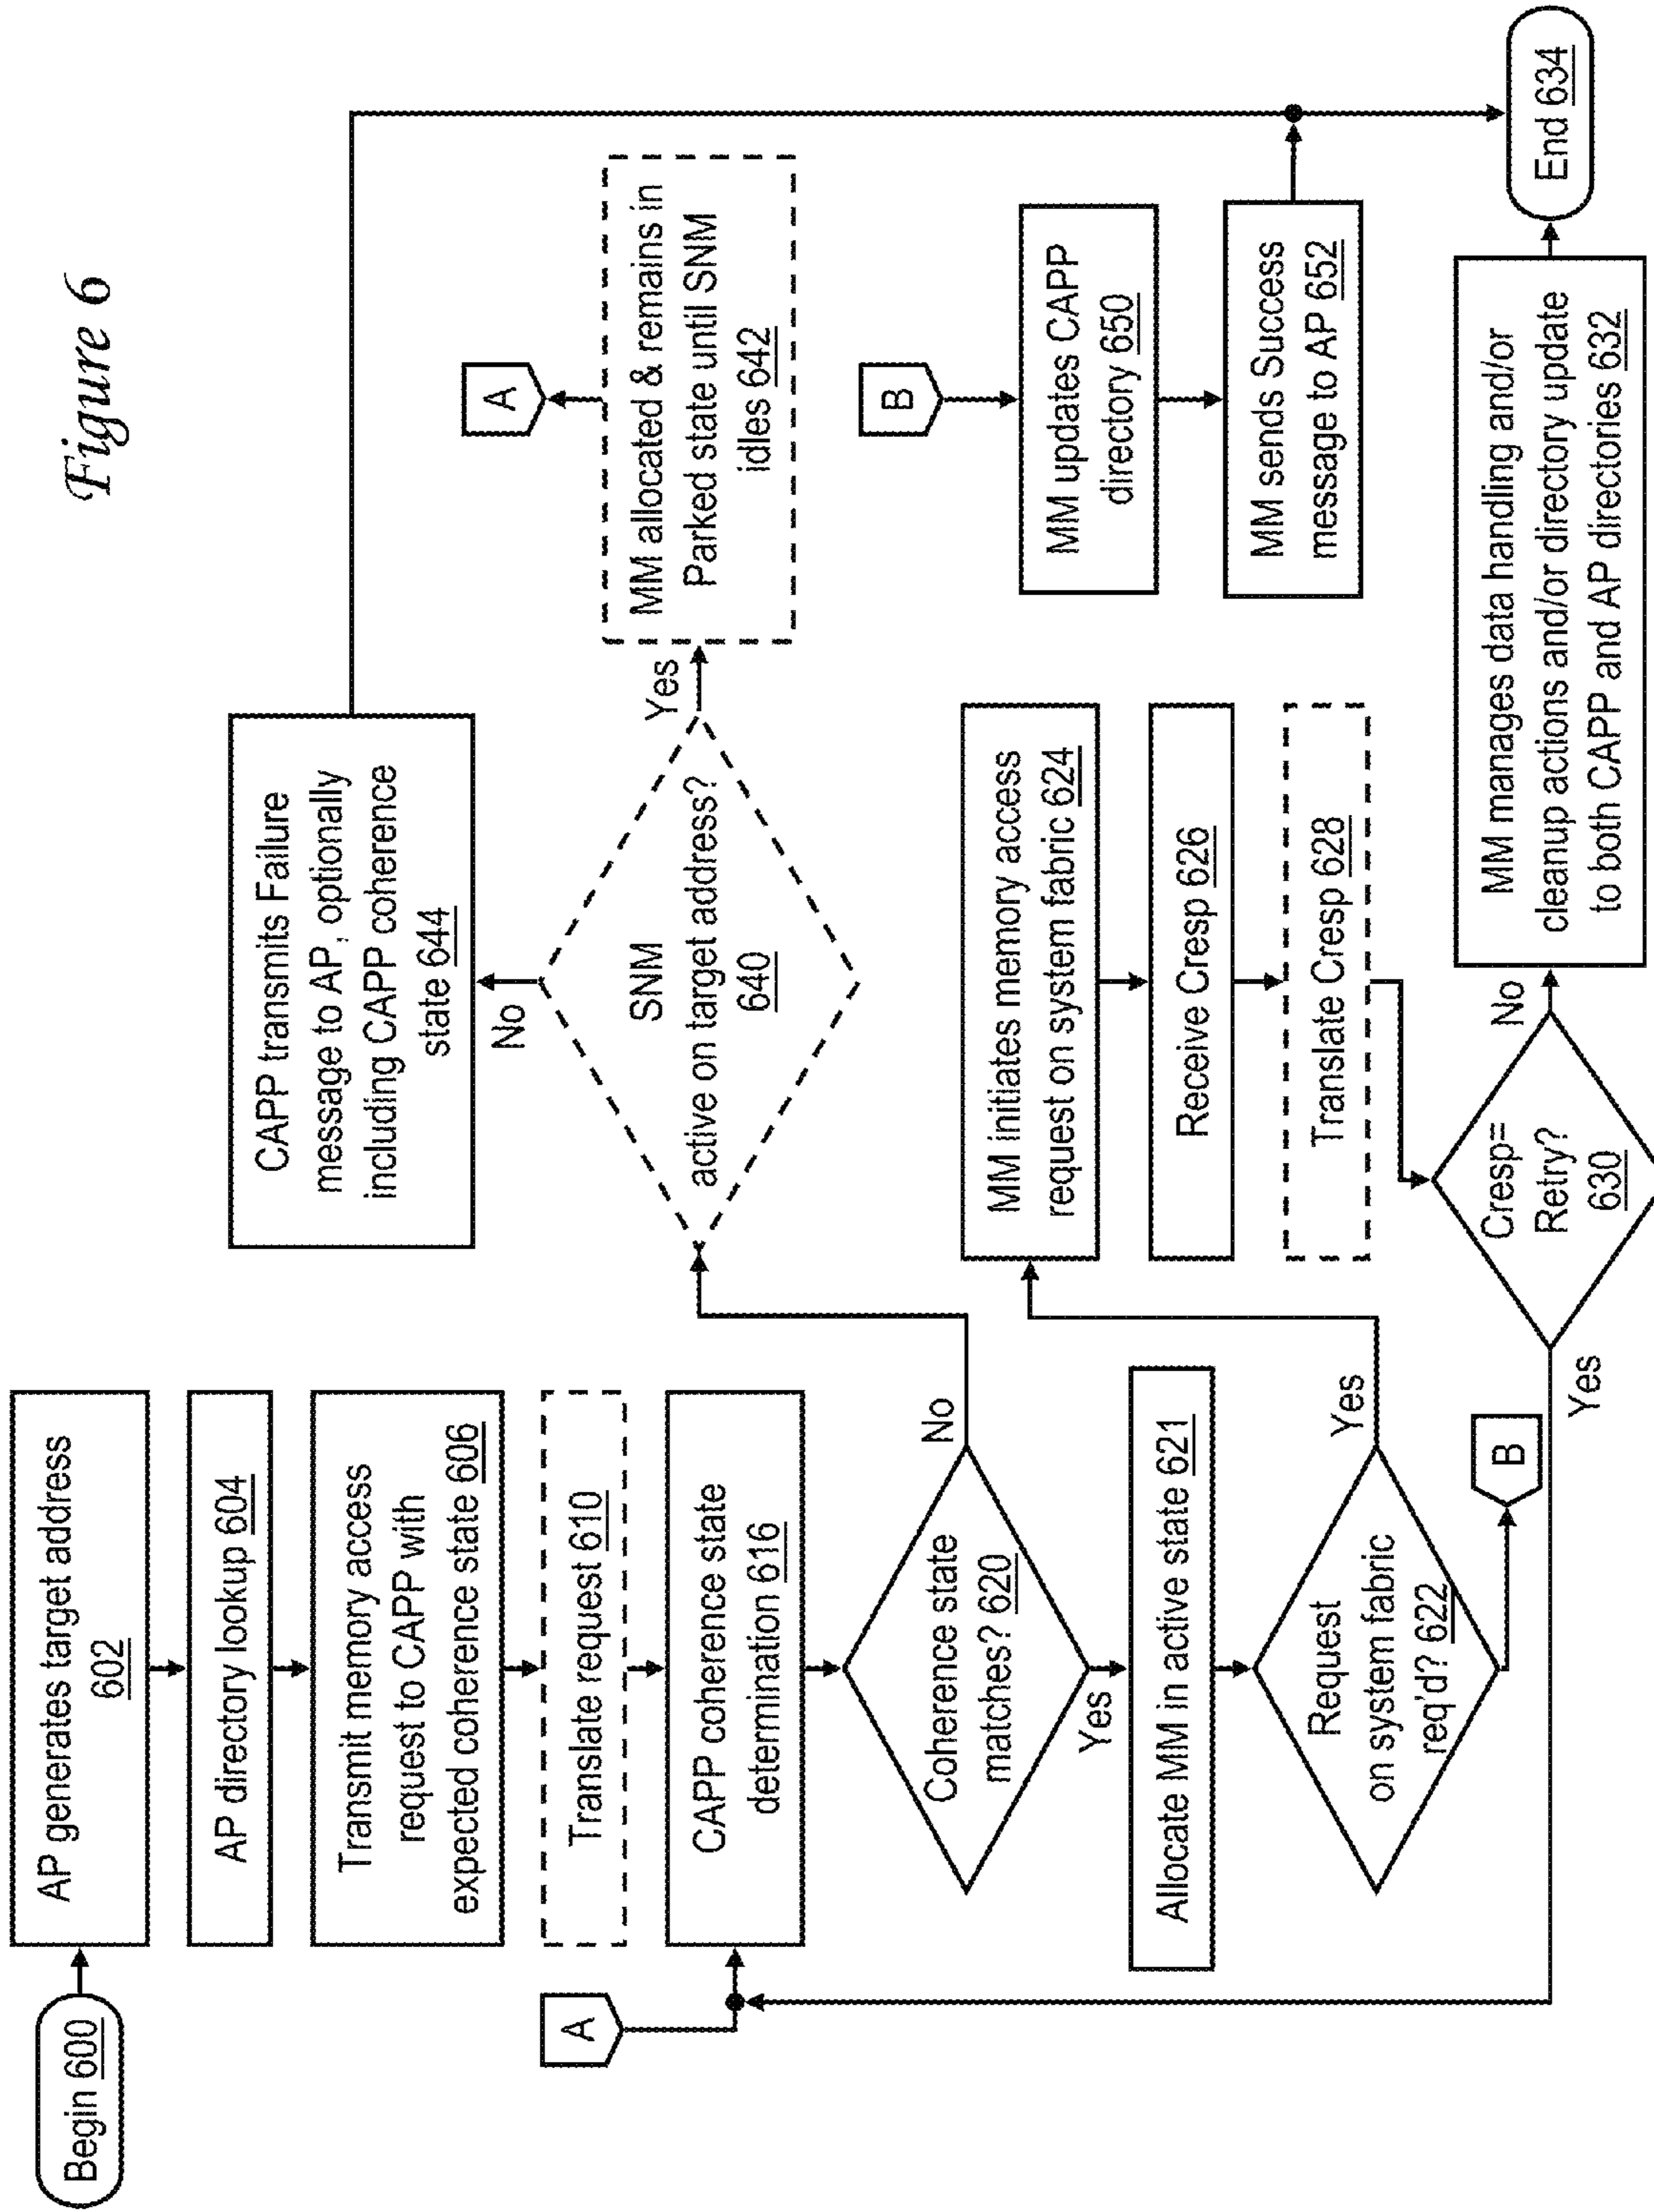 Figure 6
Begin 600
AP generates target address
602
AP directory lookup 604
Transmit memory access
request to CAPP with
expected coherence state 606
Translate request 610
A
CAPP coherence state
determination 616
Coherence state
matches? 620
No
Yes
Allocate MM in active state 621
Request
on system fabric
req'd? 622
Yes
B
CAPP transmits Failure
message to AP, optionally
including CAPP coherence
state 644
No
SNM
active on target address?
640
Yes
MM allocated & remains in
Parked state until SNM
idles 642
A
MM initiates memory access
request on system fabric 624
Receive Cresp 626
Translate Cresp 628
Cresp=
Retry?
630
Yes
No
B
MM updates CAPP
directory 650
MM sends Success
message to AP 652
MM manages data handling and/or
cleanup actions and/or directory update
to both CAPP and AP directories 632
End 634